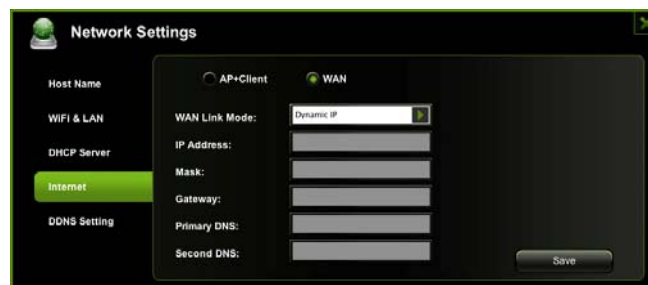 Network Settings
AP+Client WAN
Host Name
WiFi & LAN
DHCP Server
Internet
DDNS Setting
WAN Link Mode: Dynamic IP
IP Address:
Mask:
Gateway:
Primary DNS:
Second DNS:
Save